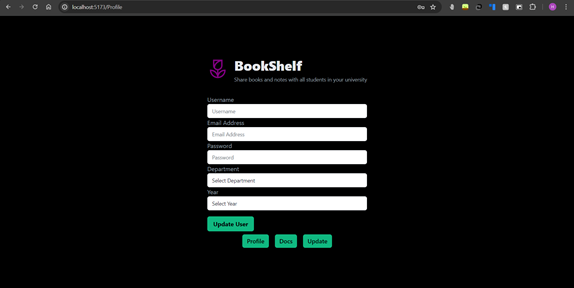 localhost:5173/Profile
BookShelf
Share books and notes with all students in your university
Username
Username
Email Address
Email Address
Password
Password
Department
Select Department
Year
Select Year
Update User
Profile Docs Update